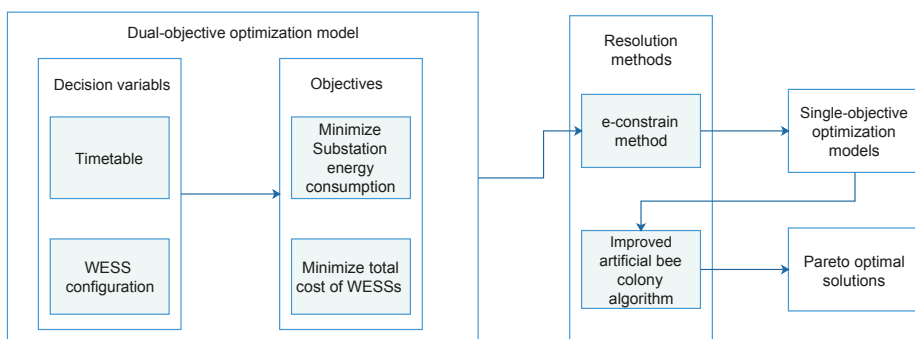 Dual-objective optimization model
Decision variabls
Timetable
WESS
configuration
Objectives
Minimize
Substation
energy
consumption
Minimize total
cost of WESSs
Resolution
methods
e-constrain
method
Improved
artificial bee
colony
algorithm
Single-objective
optimization
models
Pareto optimal
solutions